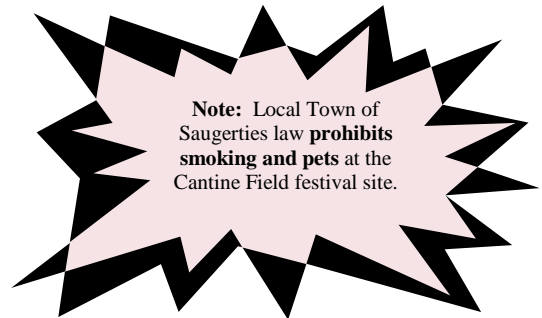 Note:  Local Town of
Saugerties law prohibits
smoking and pets at the
Cantine Field festival site.